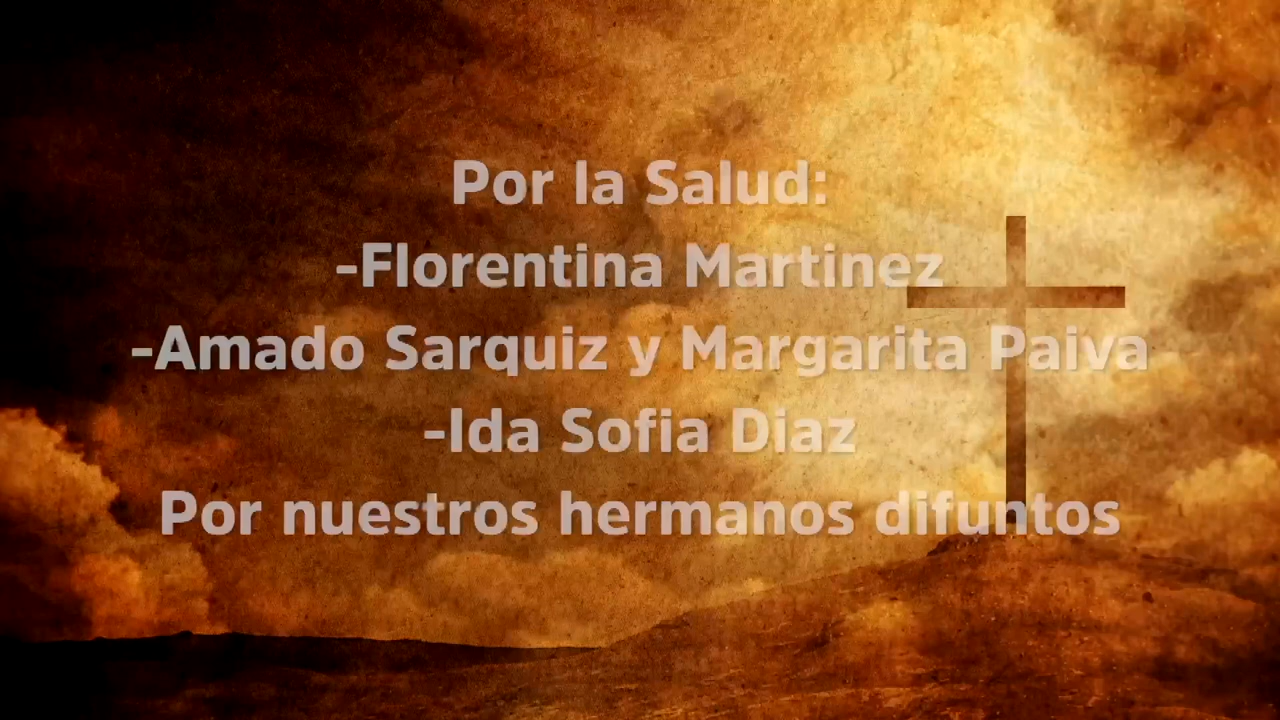 Por la Salud:
-Florentina Martinez
-Amado Sarquiz y Margarita Paiva
-Ida Sofia Diaz
Por nuestros hermanos difuntos